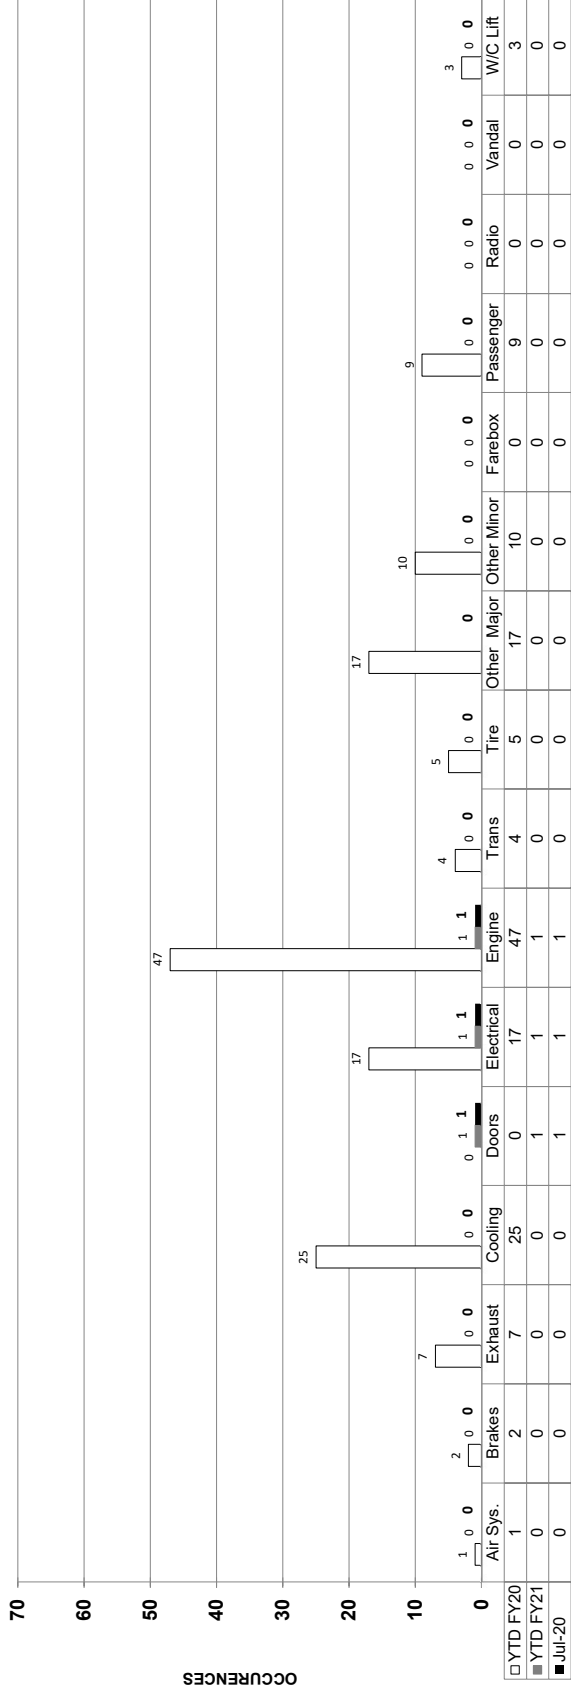 OCCURENCES
70
60
50
40
30
20
10
0
1 0 0
2 0 0
7 0 0
25 0 0
0 1 1
17 1 1
47 1 1
4 0 0
5 0 0
17 0
10 0 0
0 0 0
9 0 0
0 0 0
0 0 0
3 0 0
Air Sys. Brakes Exhaust Cooling Doors Electrical Engine Trans Tire Other Major Other Minor Farebox Passenger Radio Vandal W/C Lift
YTD FY20 1 2 7 25 0 17 47 4 5 17 10 0 9 0 0 3
YTD FY21 0 0 0 0 1 1 1 0 0 0 0 0 0 0 0 0
Jul-20 0 0 0 0 1 1 1 0 0 0 0 0 0 0 0 0